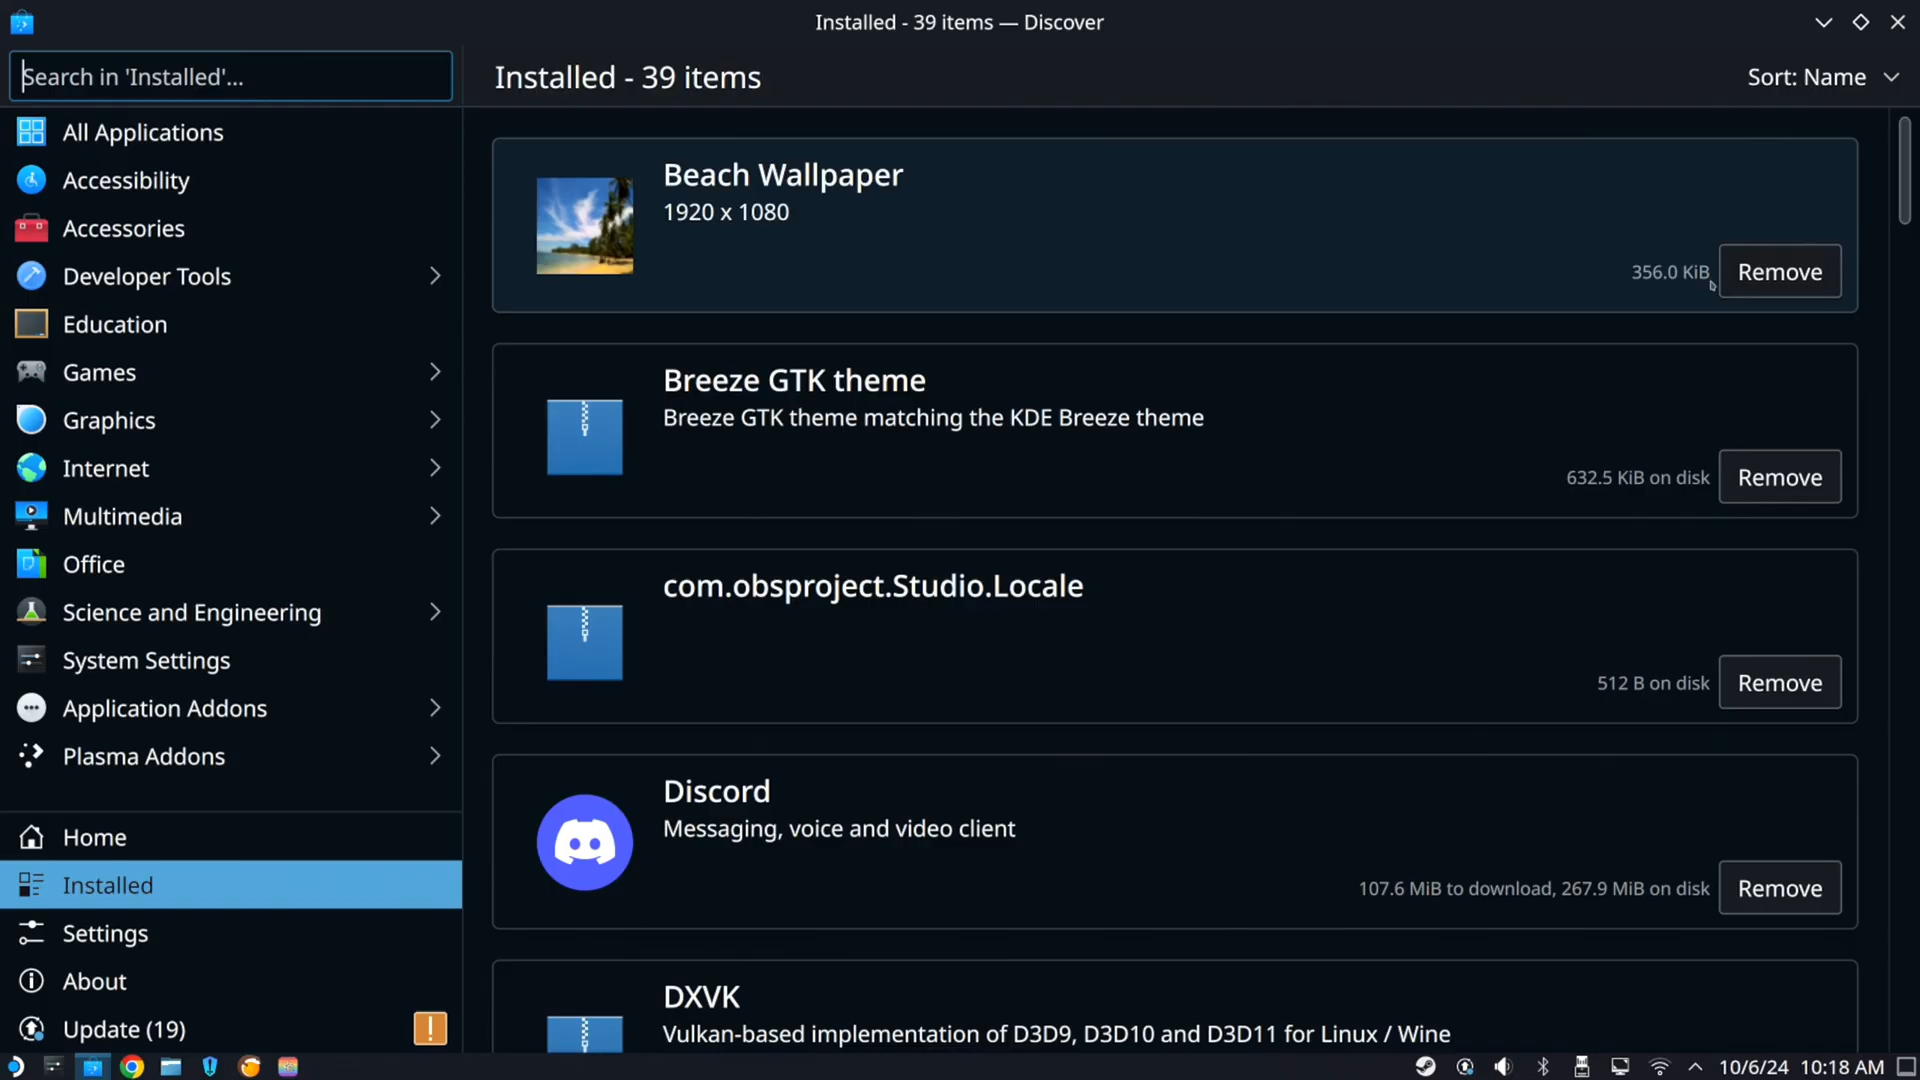 Installed - 39 items — Discover
Search in 'Installed'...
Installed - 39 items
Sort: Name
All Applications
Accessibility
Accessories
Developer Tools
Education
Games
Graphics
Internet
Multimedia
Office
Science and Engineering
System Settings
Application Addons
Plasma Addons
Home
Installed
Settings
About
Update (19)
Beach Wallpaper
1920 x 1080
356.0 KiB
Remove
Breeze GTK theme
Breeze GTK theme matching the KDE Breeze theme
632.5 KiB on disk
Remove
com.obsproject.Studio.Locale
512 B on disk
Remove
Discord
Messaging, voice and video client
107.6 MiB to download, 267.9 MiB on disk
Remove
DXVK
Vulkan-based implementation of D3D9, D3D10 and D3D11 for Linux / Wine
10/6/24 10:18 AM